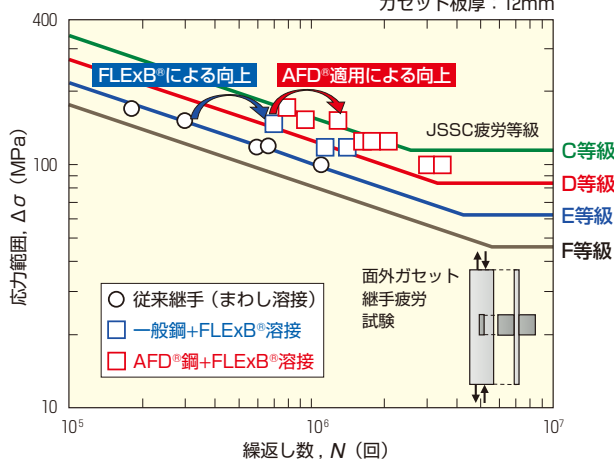 ガセット板厚：12mm
400
FLExB®による向上
AFD®適用による向上
JSSC疲労等級
C等級
D等級
E等級
F等級
100
応力範囲, Δσ（MPa）
面外ガセット
継手疲労
試験
従来継手（まわし溶接）
一般鋼+FLExB®溶接
AFD®鋼+FLExB®溶接
10
10⁵
10⁶
10⁷
繰返し数, N（回）